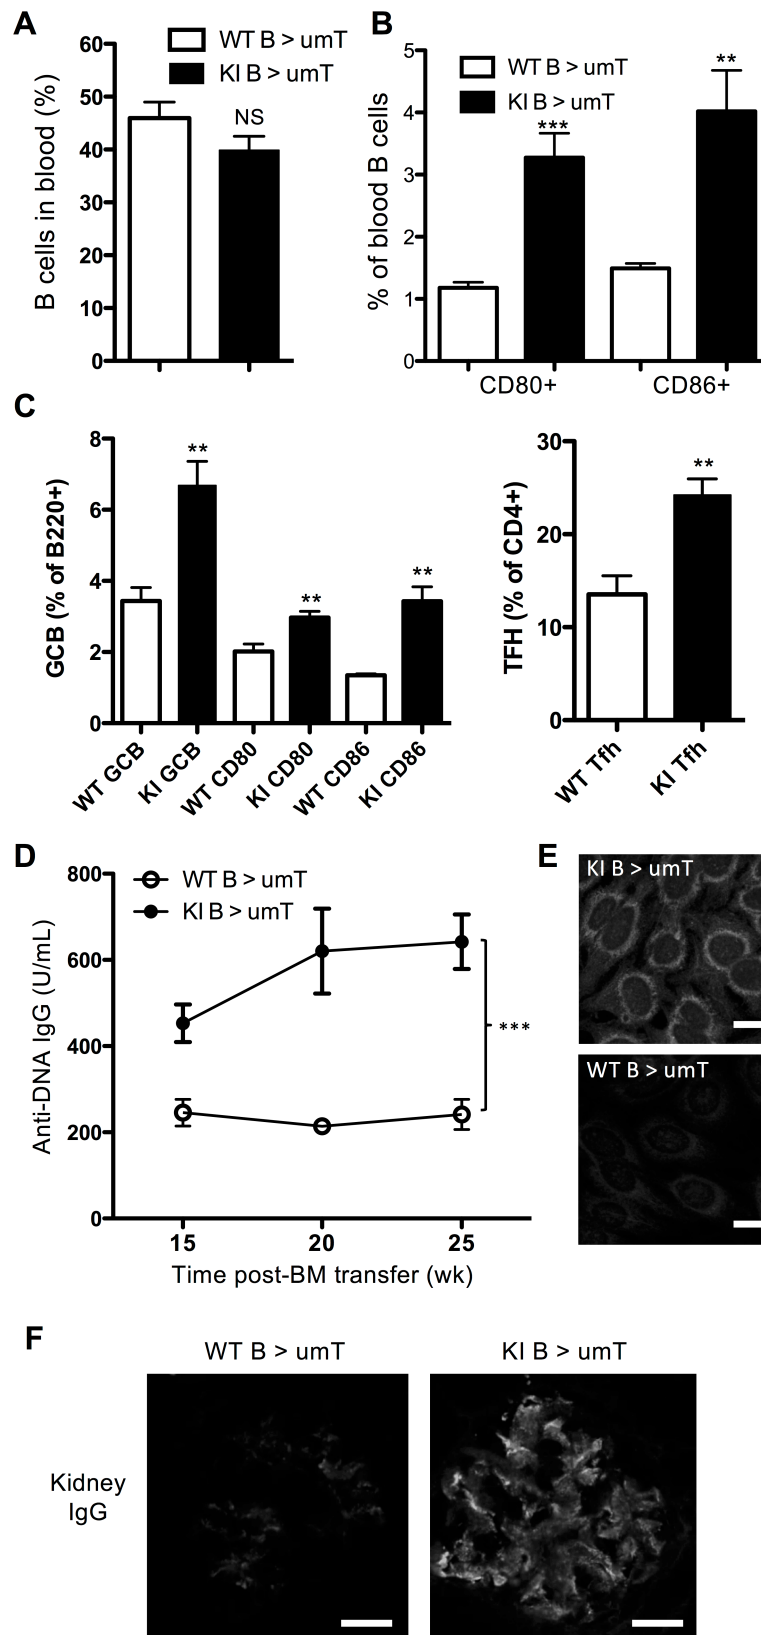 A
B cells in blood (%)
60
50
40
30
20
10
0
WT B > umT
KI B > umT
NS
B
% of blood B cells
5
4
3
2
1
0
WT B > umT
KI B > umT
***
**
CD80+
CD86+
C
GCB (% of B220+)
8
6
4
2
0
**
**
**
WT GCB
KI GCB
WT CD80
KI CD80
WT CD86
KI CD86
TFH (% of CD4+)
30
20
10
0
**
WT Tfh
KI Tfh
D
Anti-DNA IgG (U/mL)
800
600
400
200
0
WT B > umT
KI B > umT
***
15
20
25
Time post-BM transfer (wk)
E
KI B > umT
WT B > umT
F
WT B > umT
KI B > umT
Kidney
IgG